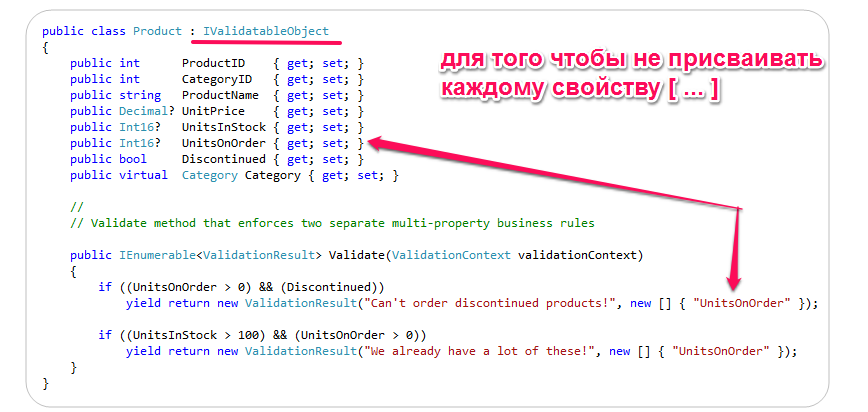 public class Product : IValidatableObject
{
для того чтобы не присваивать
каждому свойству [ ... ]
public int ProductID { get; set; }
public int CategoryID { get; set; }
public string ProductName { get; set; }
public Decimal? UnitPrice { get; set; }
public Int16? UnitsInStock { get; set; }
public Int16? UnitsOnOrder { get; set; }
public bool Discontinued { get; set; }
public virtual Category Category { get; set; }
//
// Validate method that enforces two separate multi-property business rules
public IEnumerable<ValidationResult> Validate(ValidationContext validationContext)
{
if ((UnitsOnOrder > 0) && (Discontinued))
yield return new ValidationResult("Can't order discontinued products!", new [] { "UnitsOnOrder" });
if ((UnitsInStock > 100) && (UnitsOnOrder > 0))
yield return new ValidationResult("We already have a lot of these!", new [] { "UnitsOnOrder" });
}
}